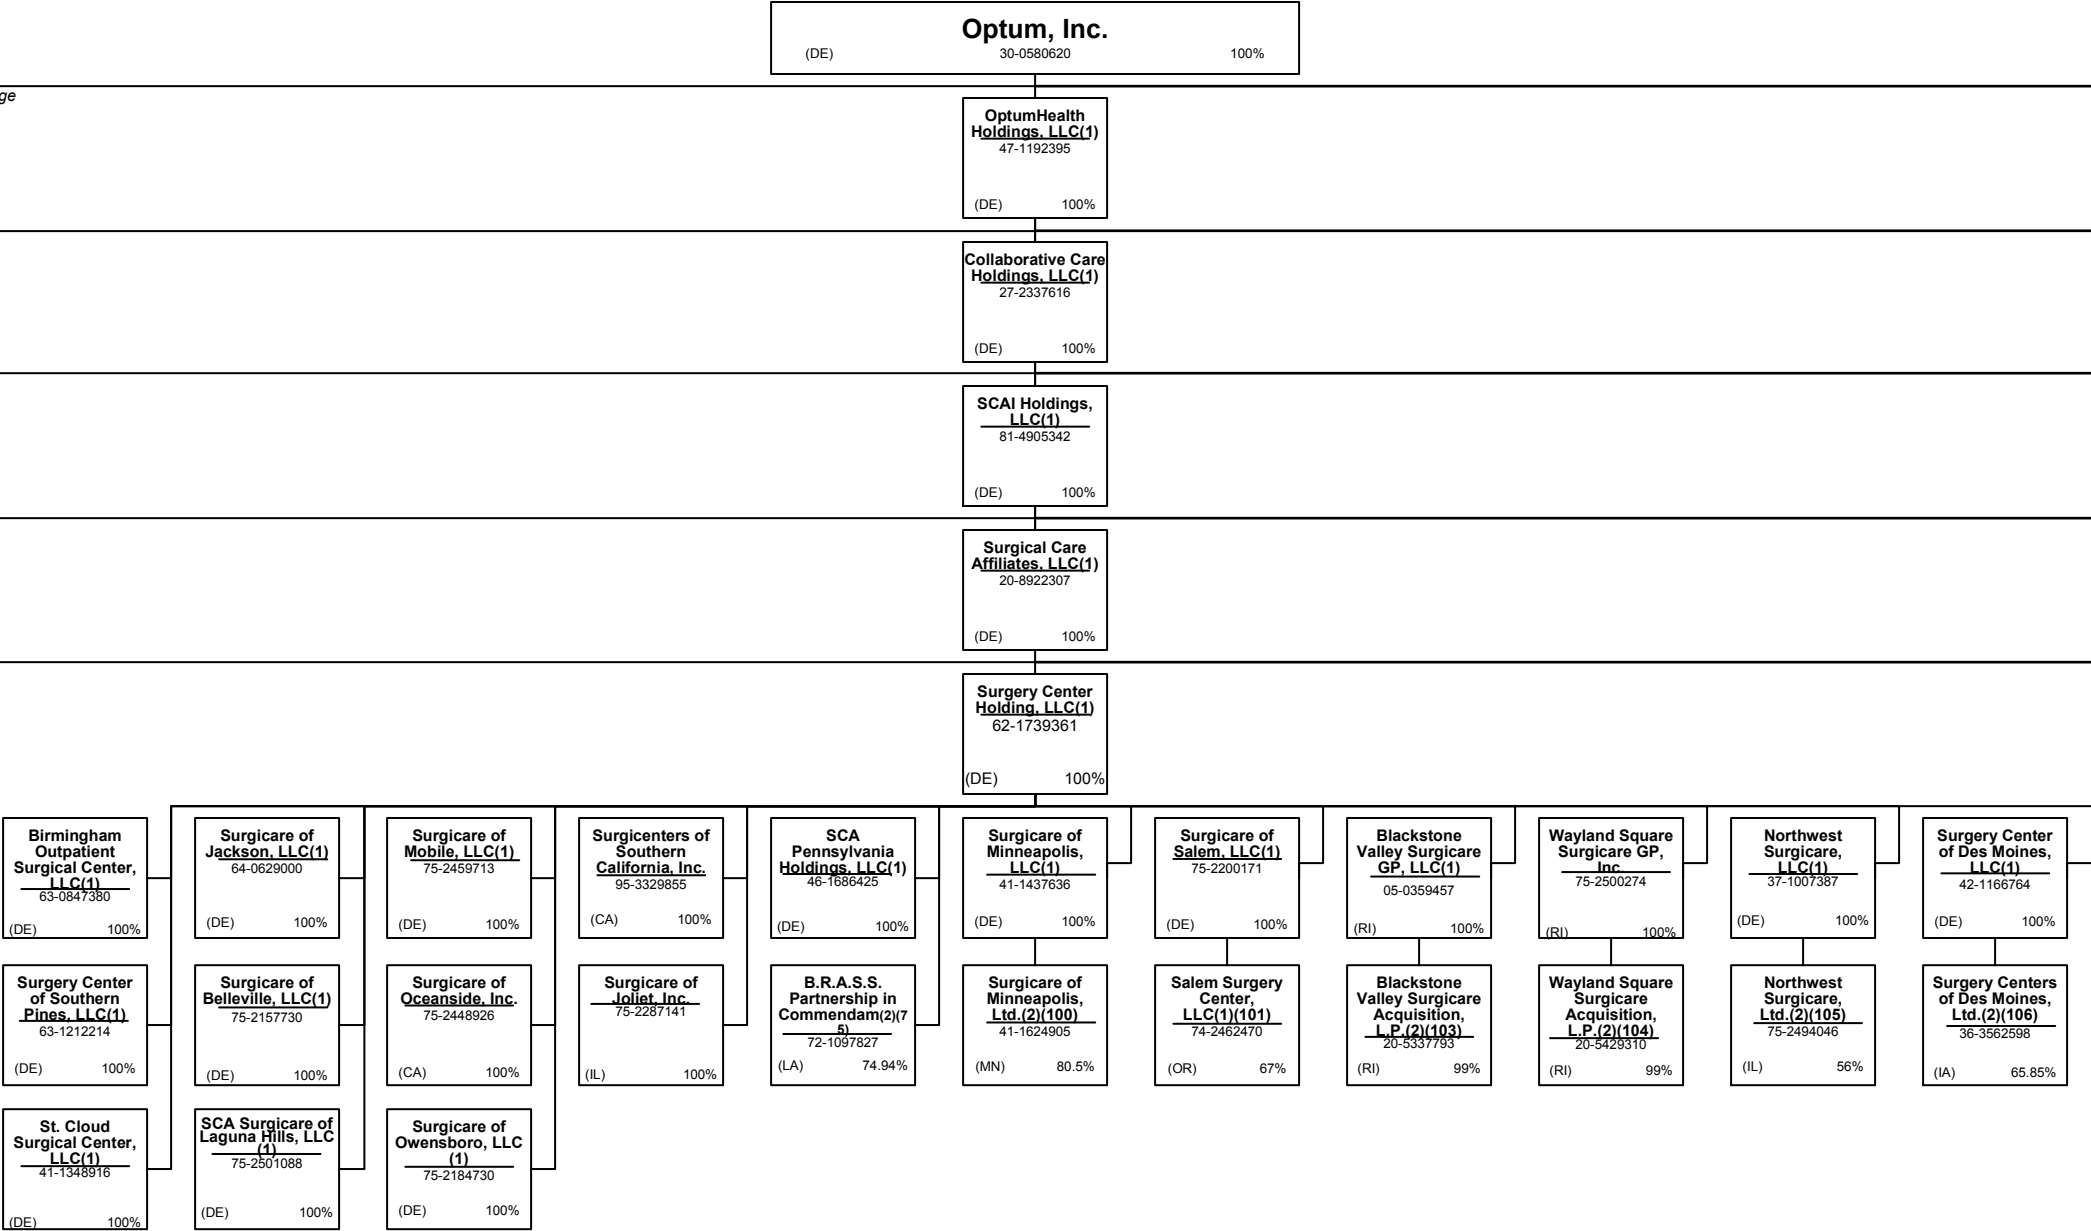 Optum, Inc.
(DE) 30-0580620 100%
ge
OptumHealth
Holdings, LLC(1)
47-1192395
(DE) 100%
Collaborative Care
Holdings, LLC(1)
27-2337616
(DE) 100%
SCAI Holdings,
LLC(1)
81-4905342
(DE) 100%
Surgical Care
Affiliates, LLC(1)
20-8922307
(DE) 100%
Surgery Center
Holding, LLC(1)
62-1739361
(DE) 100%
Birmingham
Outpatient
Surgical Center,
LLC(1)
63-0847380
(DE) 100%
Surgicare of
Jackson, LLC(1)
64-0629000
(DE) 100%
Surgicare of
Mobile, LLC(1)
75-2459713
(DE) 100%
Surgicenters of
Southern
California, Inc.
95-3329855
(CA) 100%
SCA
Pennsylvania
Holdings, LLC(1)
46-1686425
(DE) 100%
Surgicare of
Minneapolis,
LLC(1)
41-1437636
(DE) 100%
Surgicare of
Salem, LLC(1)
75-2200171
(DE) 100%
Blackstone
Valley Surgicare
GP, LLC(1)
05-0359457
(RI) 100%
Wayland Square
Surgicare GP,
Inc.
75-2500274
(RI) 100%
Northwest
Surgicare,
LLC(1)
37-1007387
(DE) 100%
Surgery Center
of Des Moines,
LLC(1)
42-1166764
(DE) 100%
Surgery Center
of Southern
Pines, LLC(1)
63-1212214
(DE) 100%
Surgicare of
Belleville, LLC(1)
75-2157730
(DE) 100%
Surgicare of
Oceanside, Inc.
75-2448926
(CA) 100%
Surgicare of
Joliet, Inc.
75-2287141
(IL) 100%
B.R.A.S.S.
Partnership in
Commendam(2)(7
5)
72-1097827
(LA) 74.94%
Surgicare of
Minneapolis,
Ltd.(2)(100)
41-1624905
(MN) 80.5%
Salem Surgery
Center,
LLC(1)(101)
74-2462470
(OR) 67%
Blackstone
Valley Surgicare
Acquisition,
L.P.(2)(103)
20-5337793
(RI) 99%
Wayland Square
Surgicare
Acquisition,
L.P.(2)(104)
20-5429310
(RI) 99%
Northwest
Surgicare,
Ltd.(2)(105)
75-2494046
(IL) 56%
Surgery Centers
of Des Moines,
Ltd.(2)(106)
36-3562598
(IA) 65.85%
St. Cloud
Surgical Center,
LLC(1)
41-1348916
(DE) 100%
SCA Surgicare of
Laguna Hills, LLC
(1)
75-2501088
(DE) 100%
Surgicare of
Owensboro, LLC
(1)
75-2184730
(DE) 100%